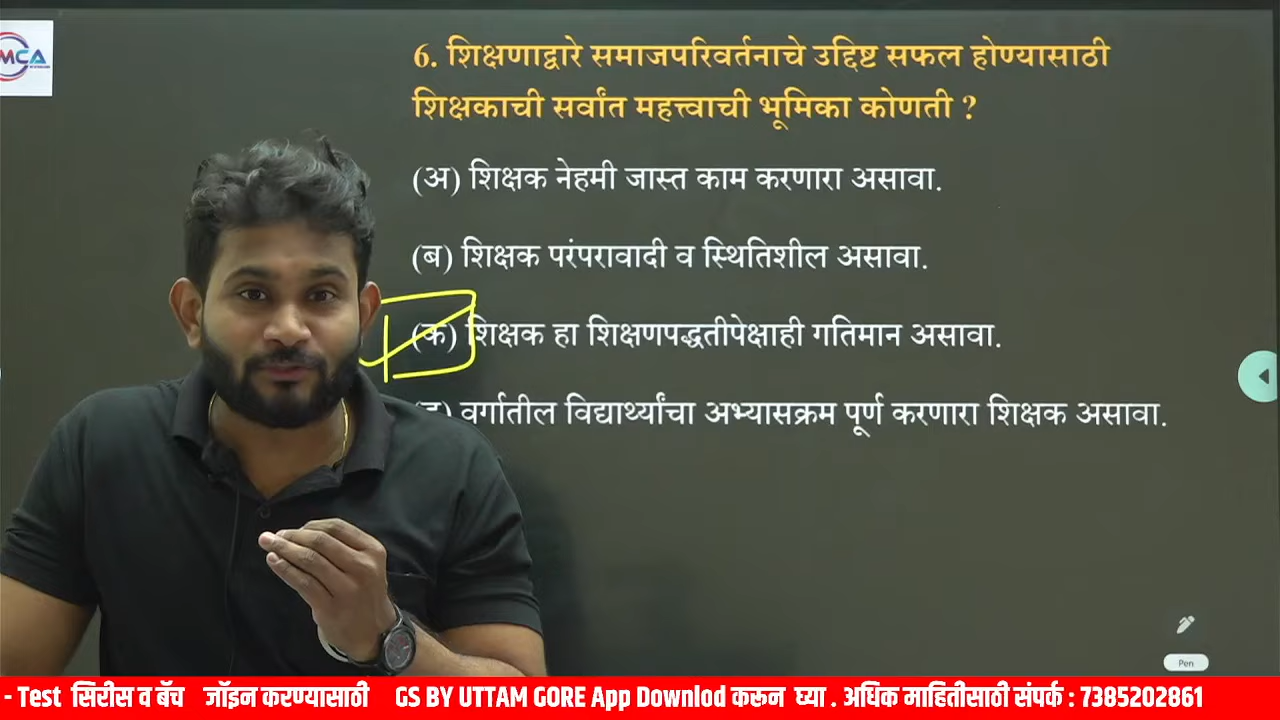 MCA
6. शिक्षणाद्वारे समाजपरिवर्तनाचे उद्दिष्ट सफल होण्यासाठी
शिक्षकाची सर्वांत महत्त्वाची भूमिका कोणती ?
(अ) शिक्षक नेहमी जास्त काम करणारा असावा.
(ब) शिक्षक परंपरावादी व स्थितिशील असावा.
(क) शिक्षक हा शिक्षणपद्धतीपेक्षाही गतिमान असावा.
वर्गातील विद्यार्थ्यांचा अभ्यासक्रम पूर्ण करणारा शिक्षक असावा.
Pen
- Test सिरीस व बॅच जॉइन करण्यासाठी GS BY UTTAM GORE App Downlod करून घ्या . अधिक माहितीसाठी संपर्क : 7385202861